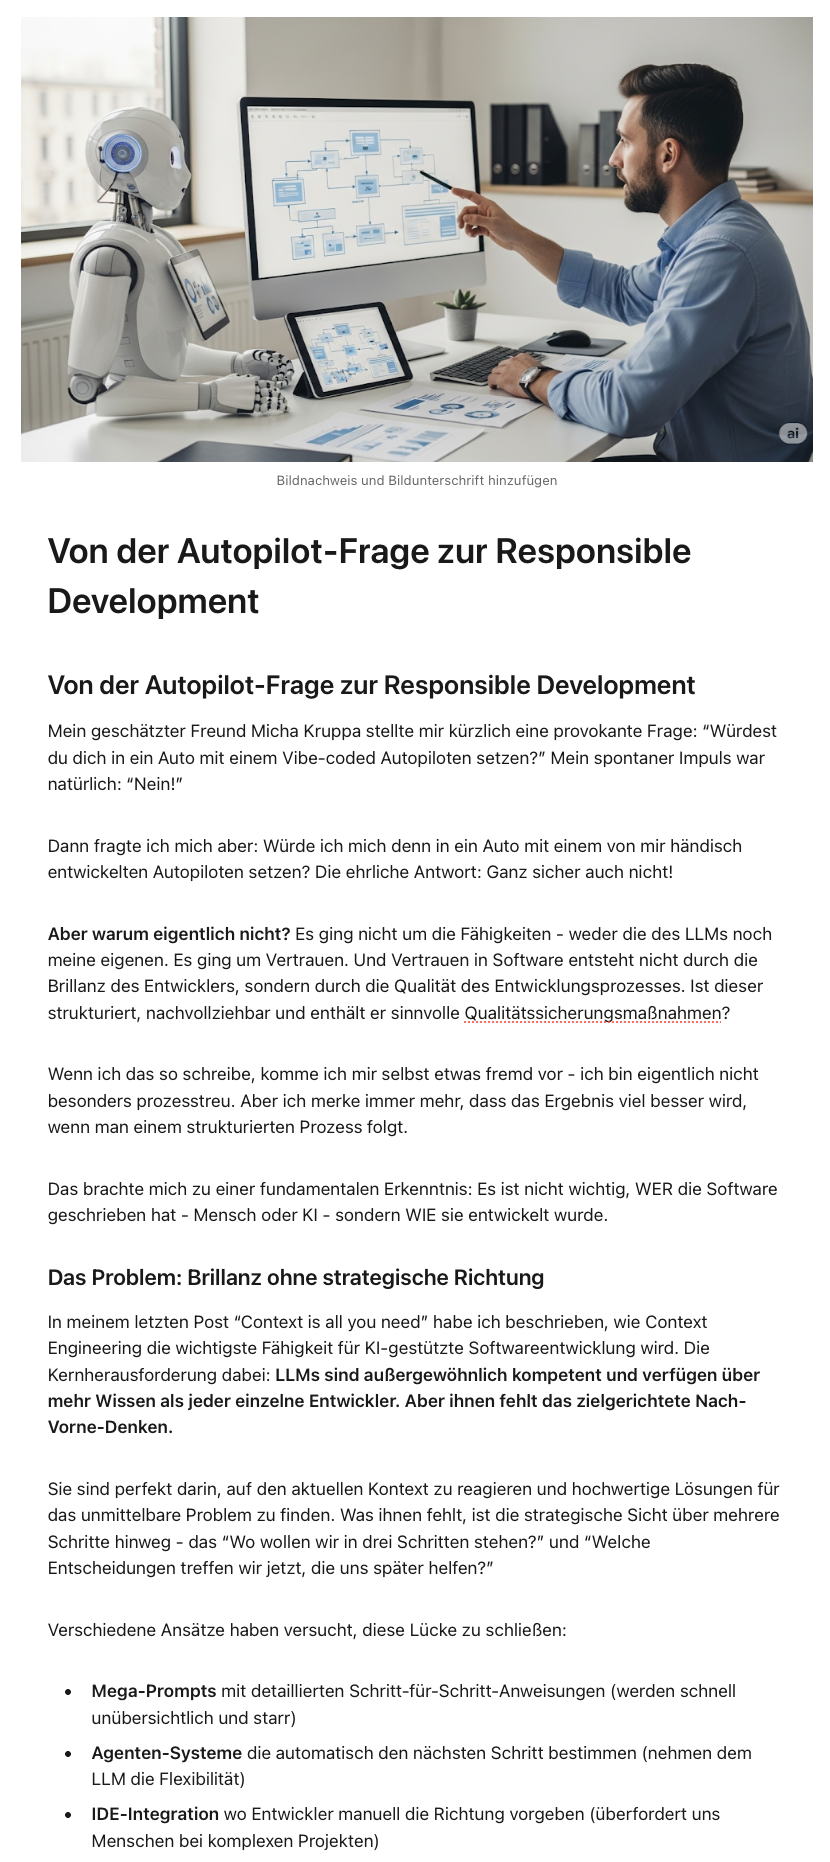 ai
Bildnachweis und Bildunterschrift hinzufügen
Von der Autopilot-Frage zur Responsible
Development
Von der Autopilot-Frage zur Responsible Development
Mein geschätzter Freund Micha Kruppa stellte mir kürzlich eine provokante Frage: “Würdest
du dich in ein Auto mit einem Vibe-coded Autopiloten setzen?” Mein spontaner Impuls war
natürlich: “Nein!”
Dann fragte ich mich aber: Würde ich mich denn in ein Auto mit einem von mir händisch
entwickelten Autopiloten setzen? Die ehrliche Antwort: Ganz sicher auch nicht!
Aber warum eigentlich nicht? Es ging nicht um die Fähigkeiten - weder die des LLMs noch
meine eigenen. Es ging um Vertrauen. Und Vertrauen in Software entsteht nicht durch die
Brillanz des Entwicklers, sondern durch die Qualität des Entwicklungsprozesses. Ist dieser
strukturiert, nachvollziehbar und enthält er sinnvolle Qualitätssicherungsmaßnahmen?
Wenn ich das so schreibe, komme ich mir selbst etwas fremd vor - ich bin eigentlich nicht
besonders prozesstreu. Aber ich merke immer mehr, dass das Ergebnis viel besser wird,
wenn man einem strukturierten Prozess folgt.
Das brachte mich zu einer fundamentalen Erkenntnis: Es ist nicht wichtig, WER die Software
geschrieben hat - Mensch oder KI - sondern WIE sie entwickelt wurde.
Das Problem: Brillanz ohne strategische Richtung
In meinem letzten Post “Context is all you need” habe ich beschrieben, wie Context
Engineering die wichtigste Fähigkeit für KI-gestützte Softwareentwicklung wird. Die
Kernherausforderung dabei: LLMs sind außergewöhnlich kompetent und verfügen über
mehr Wissen als jeder einzelne Entwickler. Aber ihnen fehlt das zielgerichtete Nach-
Vorne-Denken.
Sie sind perfekt darin, auf den aktuellen Kontext zu reagieren und hochwertige Lösungen für
das unmittelbare Problem zu finden. Was ihnen fehlt, ist die strategische Sicht über mehrere
Schritte hinweg - das “Wo wollen wir in drei Schritten stehen?” und “Welche
Entscheidungen treffen wir jetzt, die uns später helfen?”
Verschiedene Ansätze haben versucht, diese Lücke zu schließen:
• Mega-Prompts mit detaillierten Schritt-für-Schritt-Anweisungen (werden schnell
unübersichtlich und starr)
• Agenten-Systeme die automatisch den nächsten Schritt bestimmen (nehmen dem
LLM die Flexibilität)
• IDE-Integration wo Entwickler manuell die Richtung vorgeben (überfordert uns
Menschen bei komplexen Projekten)